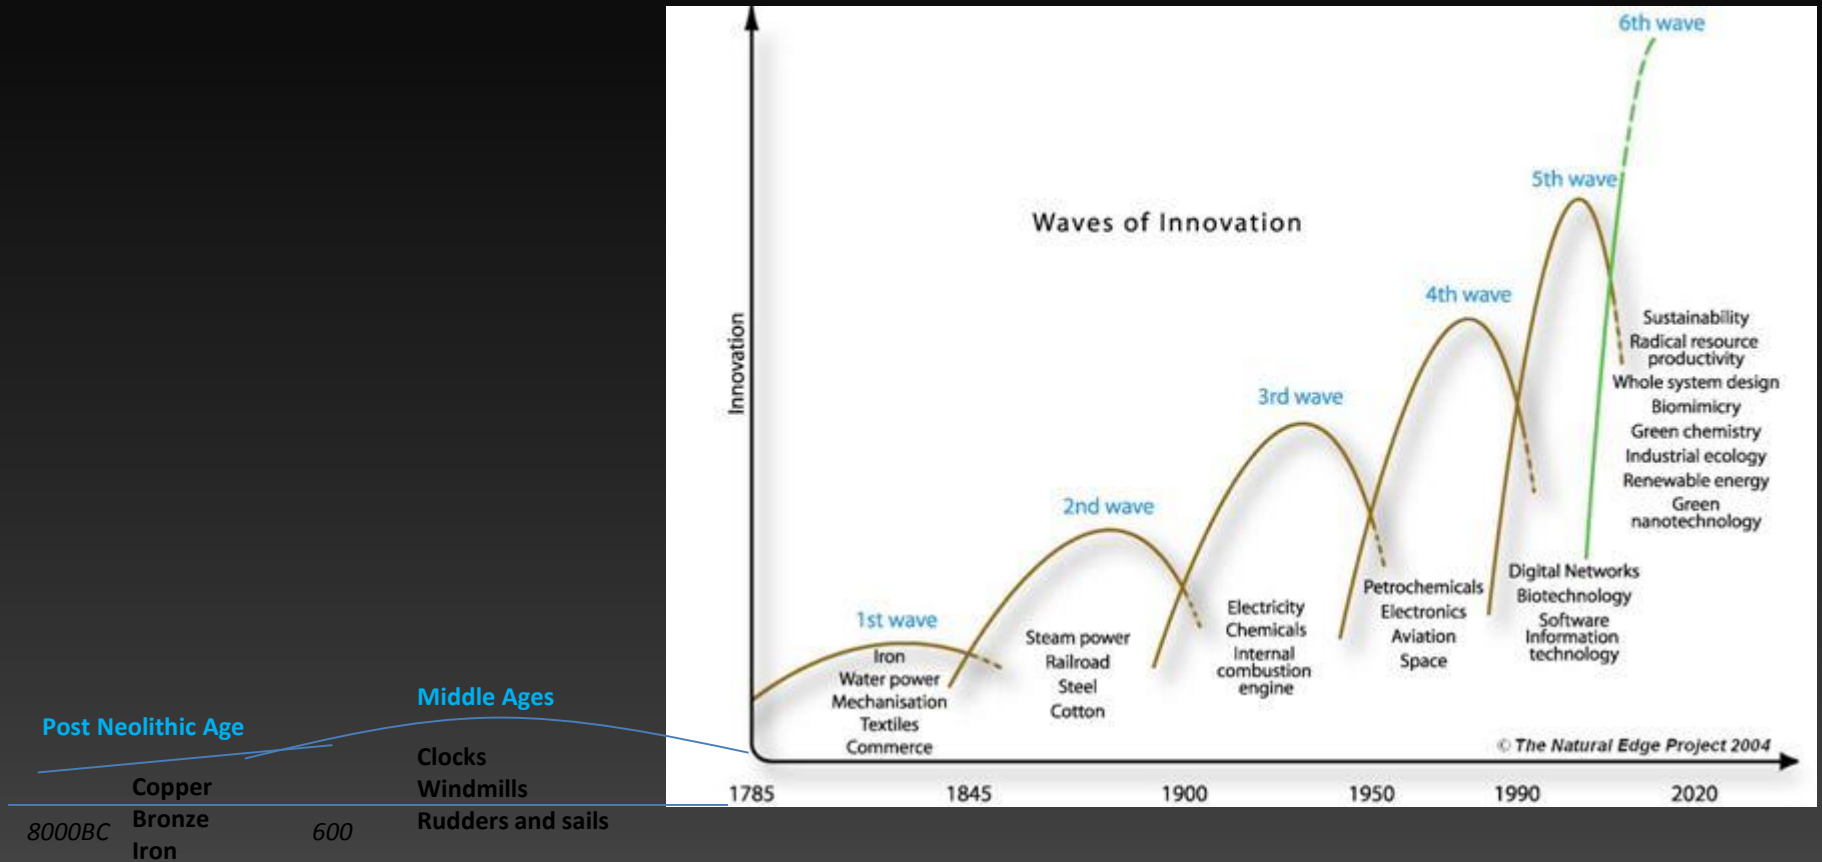 6th wave
5th wave
Waves of Innovation
4th wave
3rd wave
2nd wave
1st wave
Innovation
Sustainability
Radical resource
productivity
Whole system design
Biomimicry
Green chemistry
Industrial ecology
Renewable energy
Green
nanotechnology
Digital Networks
Biotechnology
Software
Information
technology
Petrochemicals
Electronics
Aviation
Space
Electricity
Chemicals
Internal
combustion
engine
Steam power
Railroad
Steel
Cotton
Iron
Water power
Mechanisation
Textiles
Commerce
© The Natural Edge Project 2004
1785 1845 1900 1950 1990 2020
Middle Ages
Clocks
Windmills
Rudders and sails
Post Neolithic Age
Copper
Bronze
Iron
8000BC
600